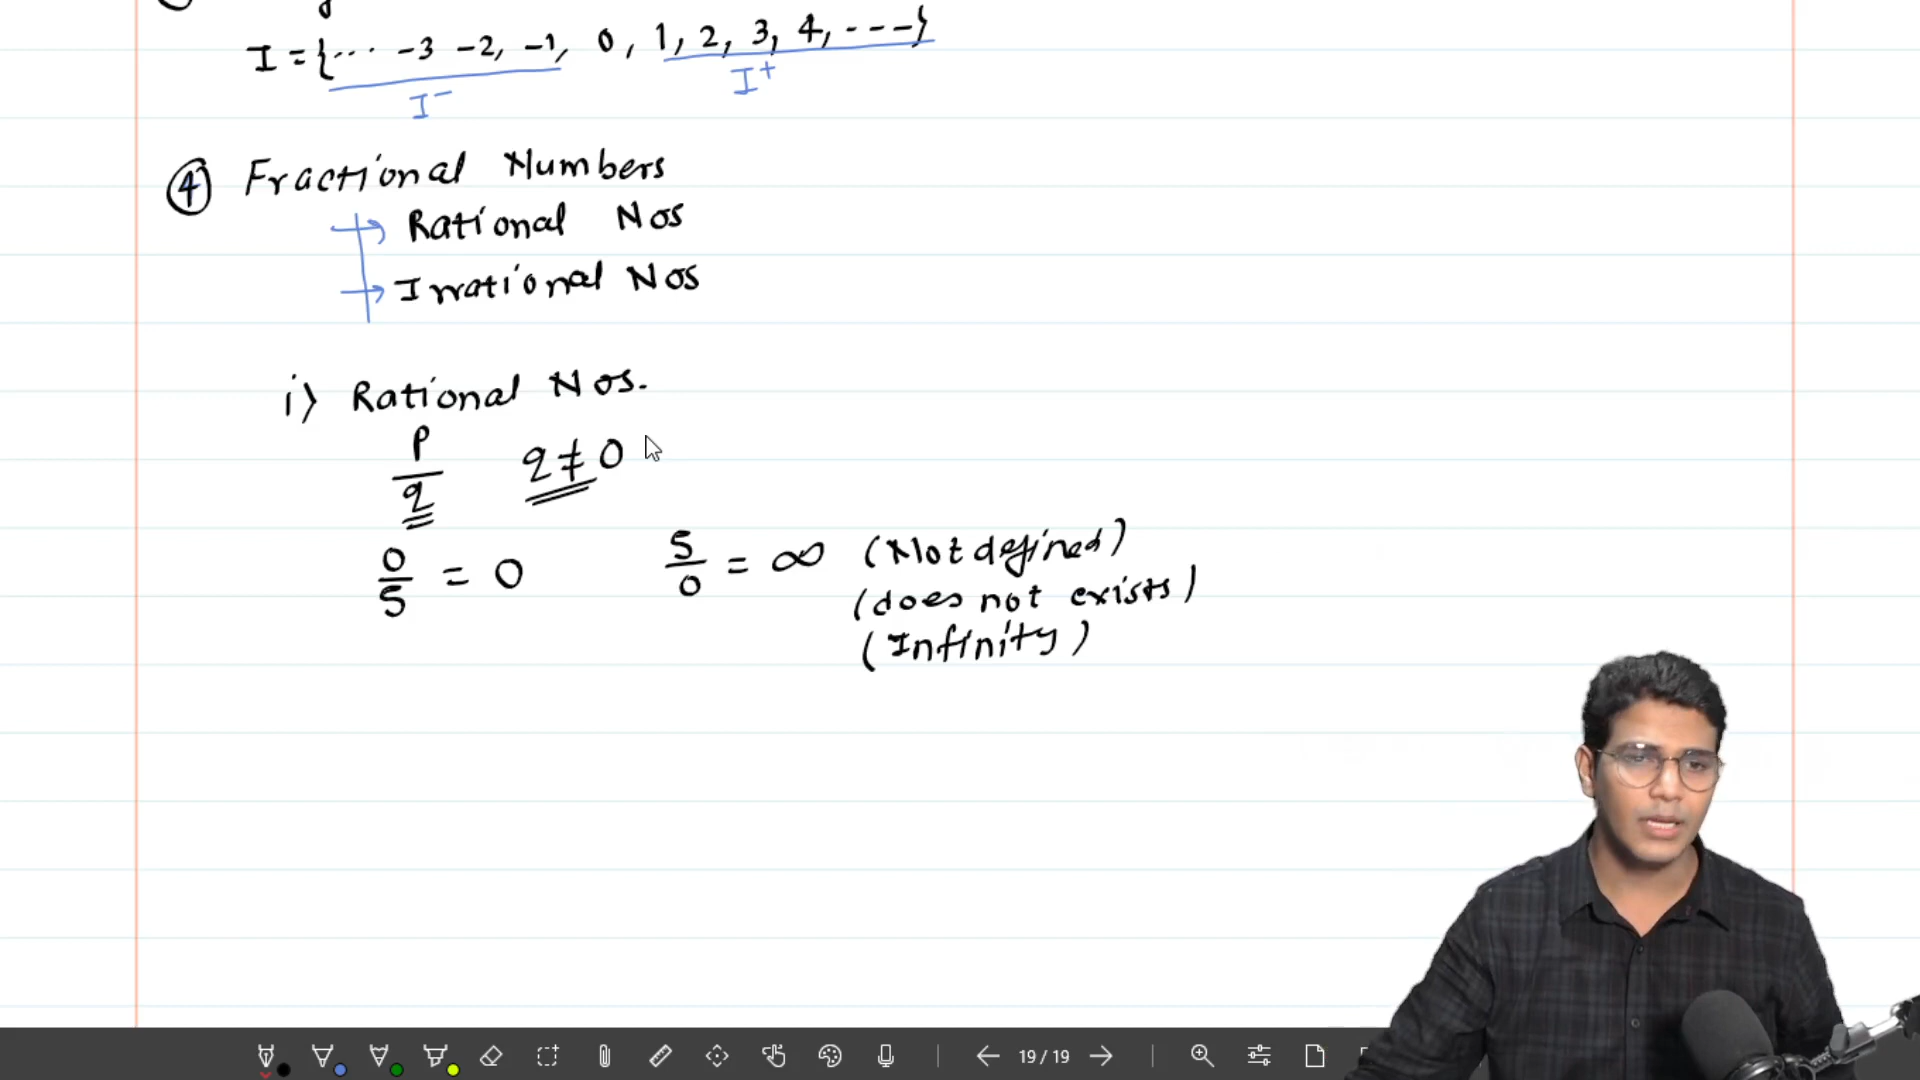 I = {... -3 -2, -1, 0, 1, 2, 3, 4, ---}
I⁻ I⁺
④ Fractional Numbers
Rational Nos
Irrational Nos
i) Rational Nos.
p/q q ≠ 0
0/5 = 0 5/0 = ∞ (Not defined)
(does not exists)
(Infinity)
19 / 19